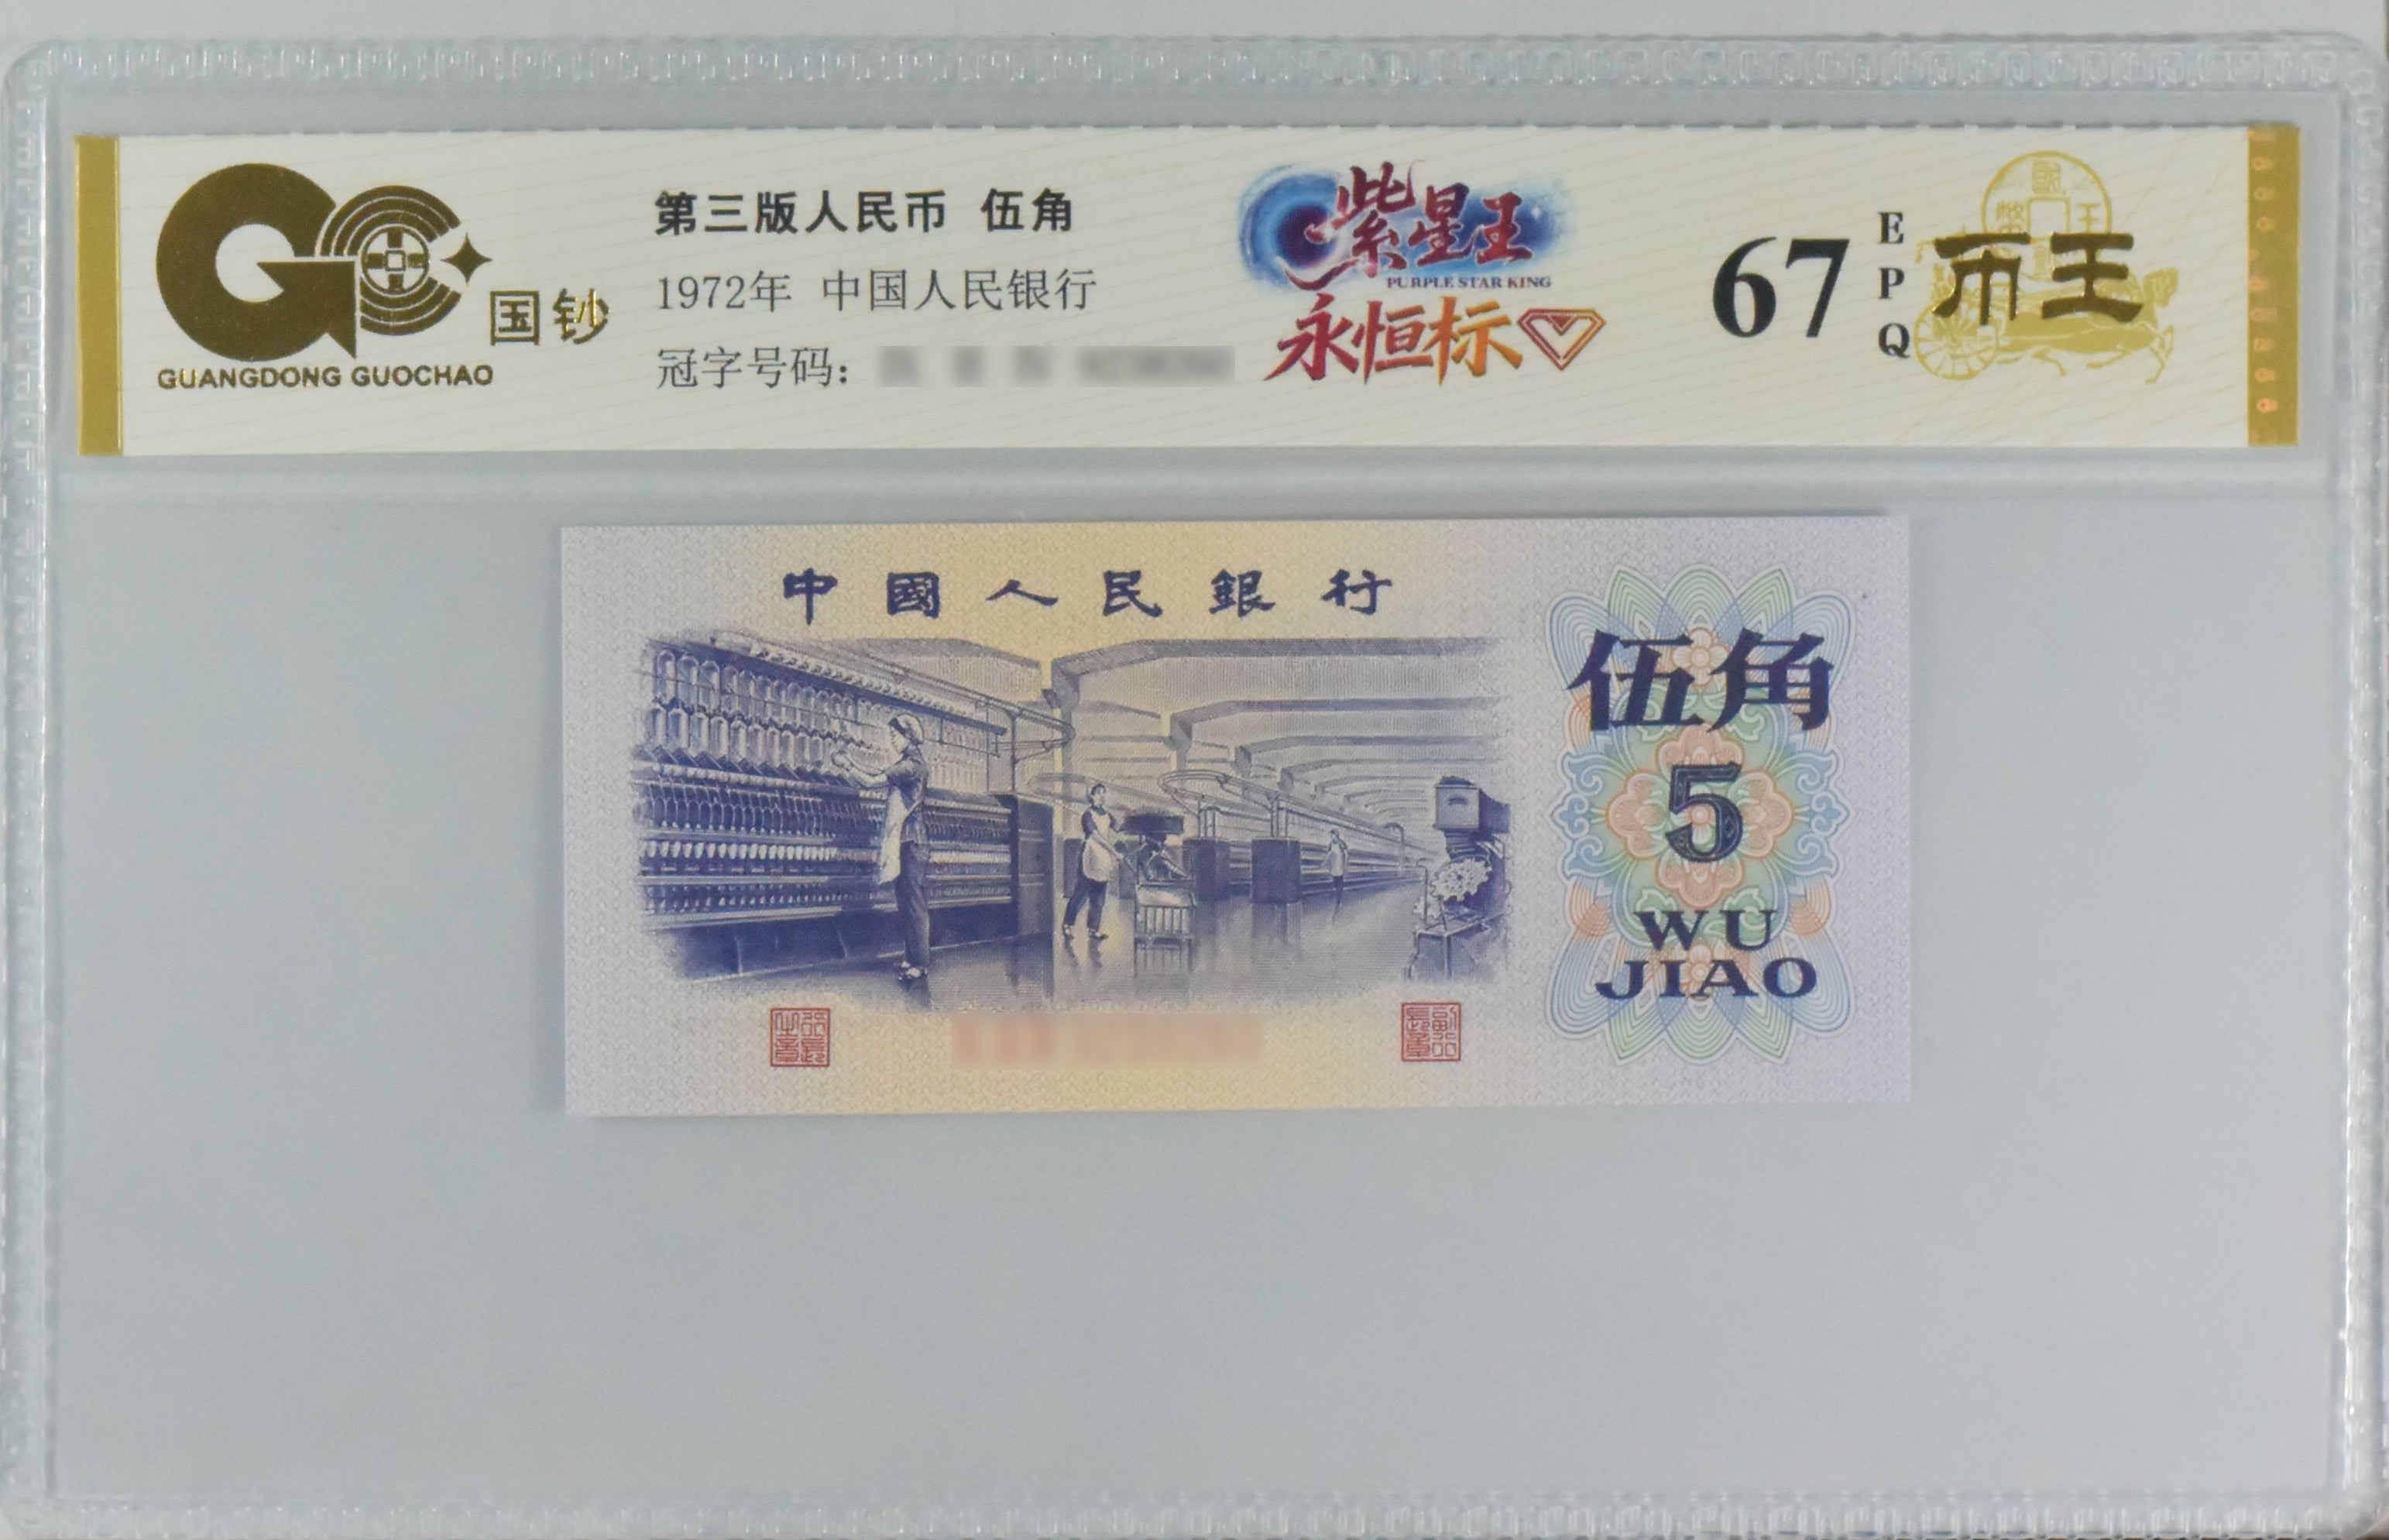 国钞
GUANGDONG GUOCHAO
第三版人民币 伍角
1972年 中国人民银行
冠字号码：
紫星王
PURPLE STAR KING
永恒标
67
EPQ
币王
中國人民銀行
伍角
5
WU
JIAO